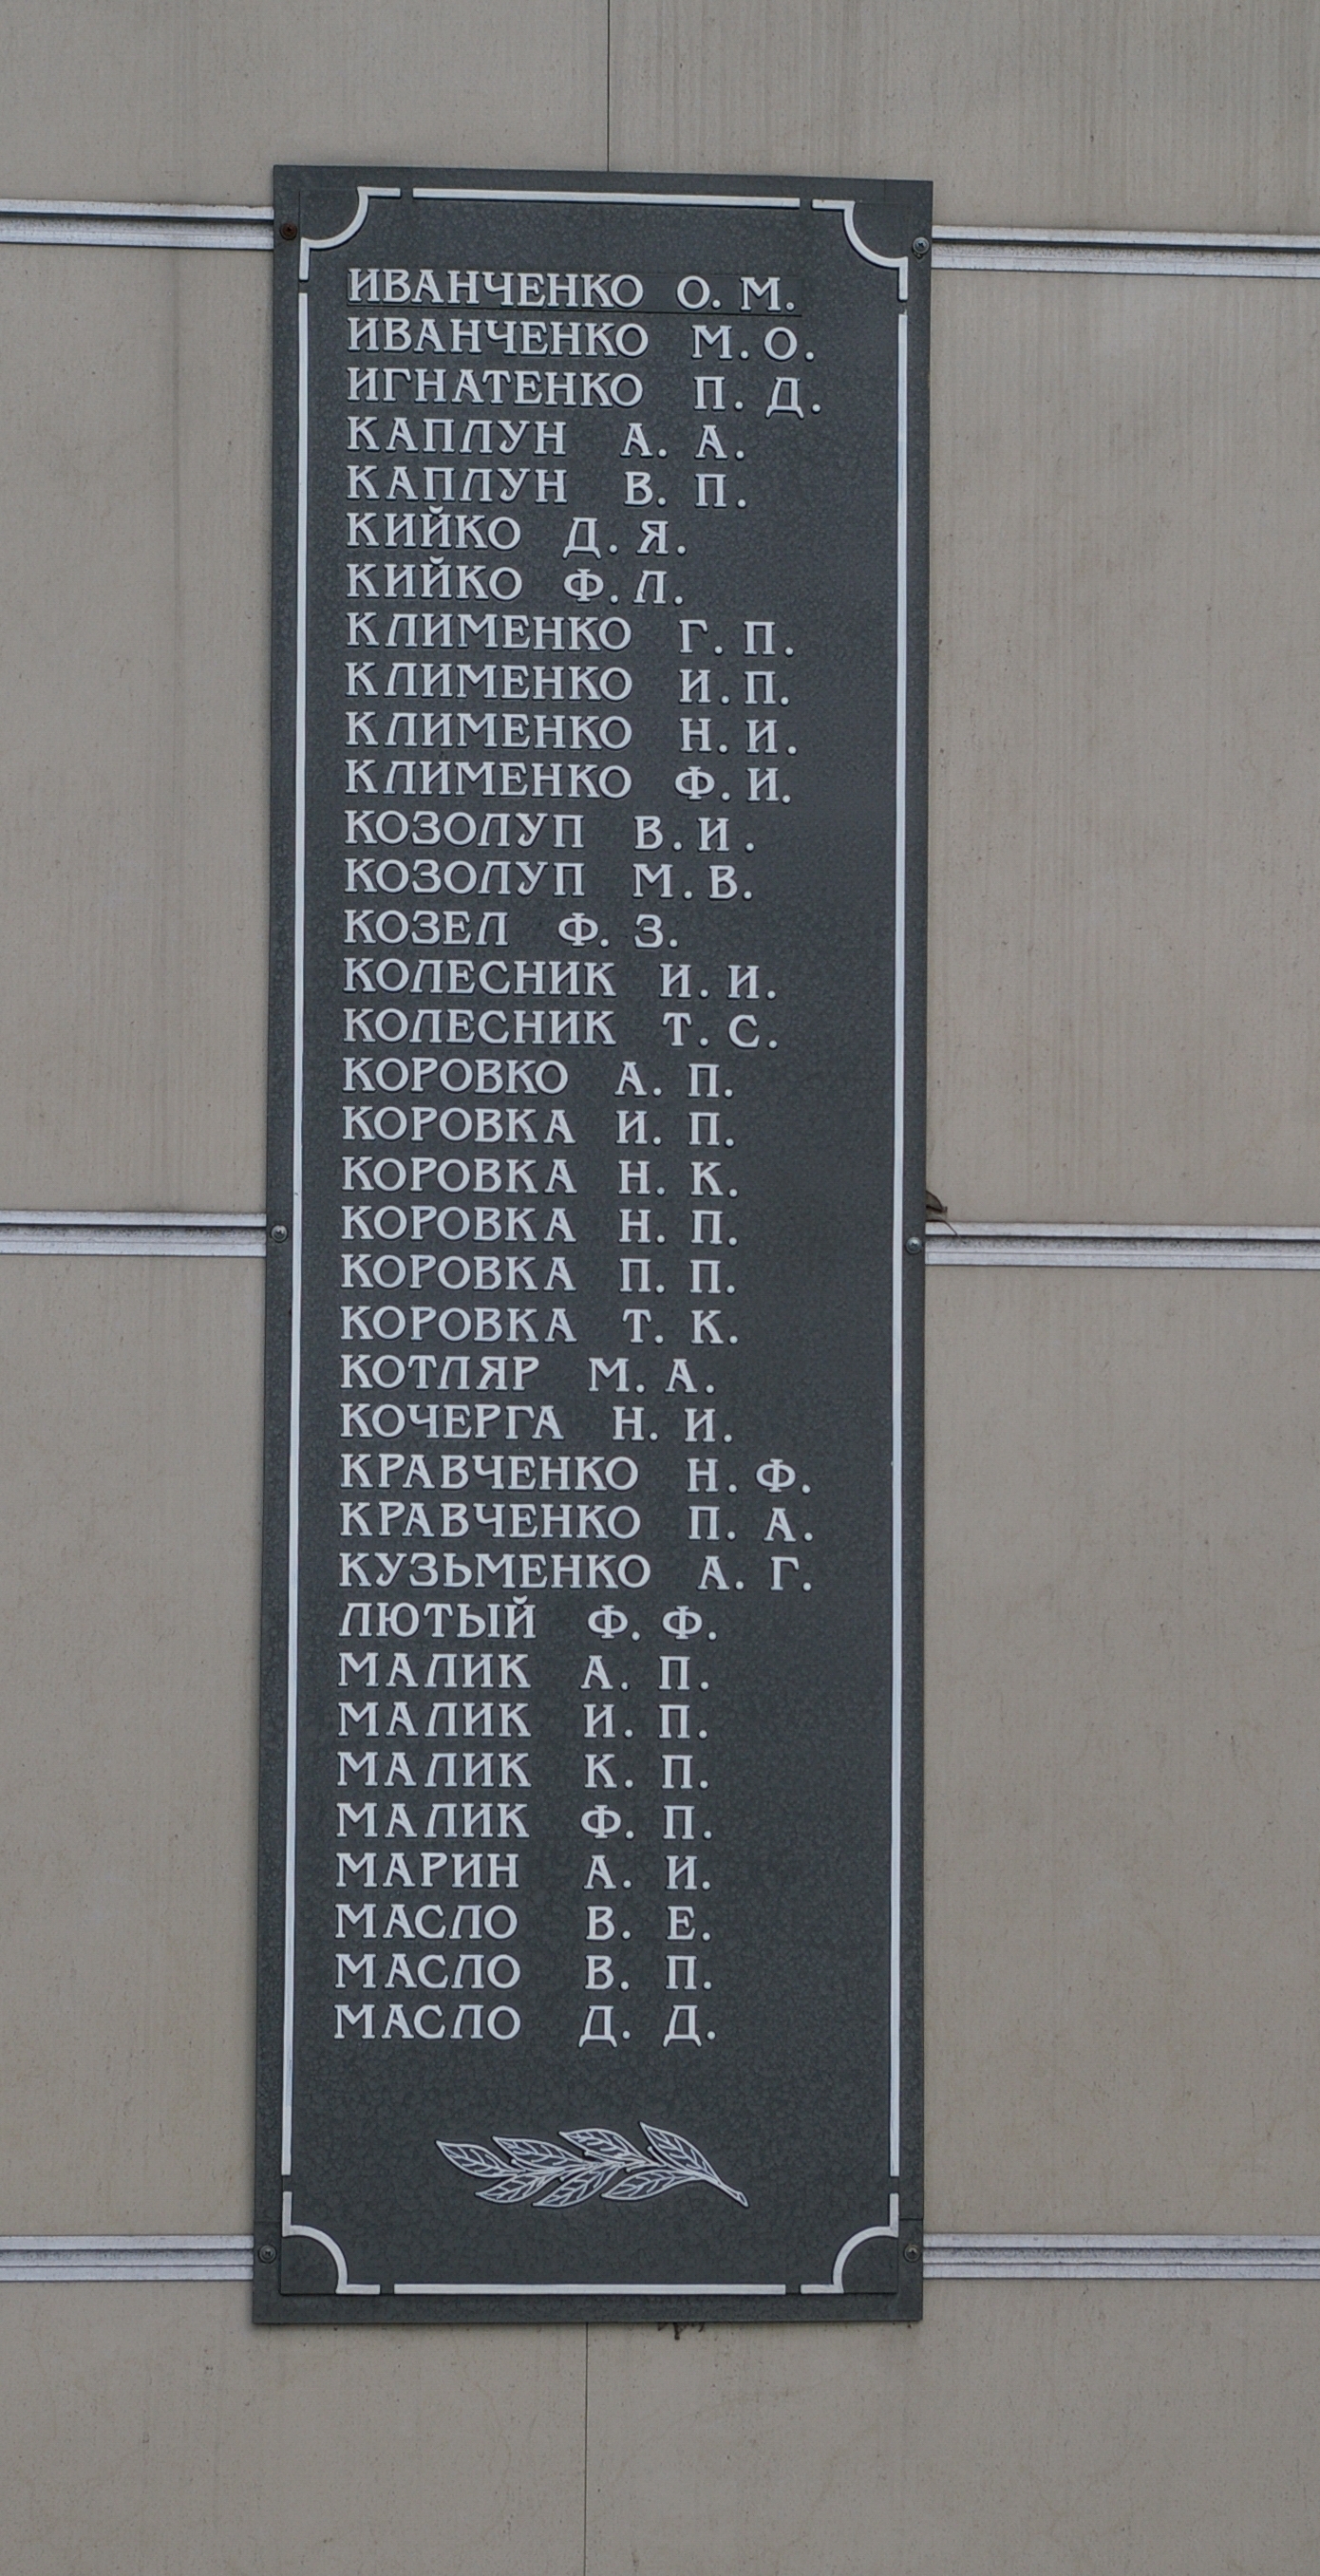 ИВАНЧЕНКО О. М.
ИВАНЧЕНКО М. О.
ИГНАТЕНКО П. Д.
КАПЛУН А. А.
КАПЛУН В. П.
КИЙКО Д. Я.
КИЙКО Ф. Л.
КЛИМЕНКО Г. П.
КЛИМЕНКО И. П.
КЛИМЕНКО Н. И.
КЛИМЕНКО Ф. И.
КОЗОЛУП В. И.
КОЗОЛУП М. В.
КОЗЕЛ Ф. З.
КОЛЕСНИК И. И.
КОЛЕСНИК Т. С.
КОРОВКО А. П.
КОРОВКА И. П.
КОРОВКА Н. К.
КОРОВКА Н. П.
КОРОВКА П. П.
КОРОВКА Т. К.
КОТЛЯР М. А.
КОЧЕРГА Н. И.
КРАВЧЕНКО Н. Ф.
КРАВЧЕНКО П. А.
КУЗЬМЕНКО А. Г.
ЛЮТЫЙ Ф. Ф.
МАЛИК А. П.
МАЛИК И. П.
МАЛИК К. П.
МАЛИК Ф. П.
МАРИН А. И.
МАСЛО В. Е.
МАСЛО В. П.
МАСЛО Д. Д.